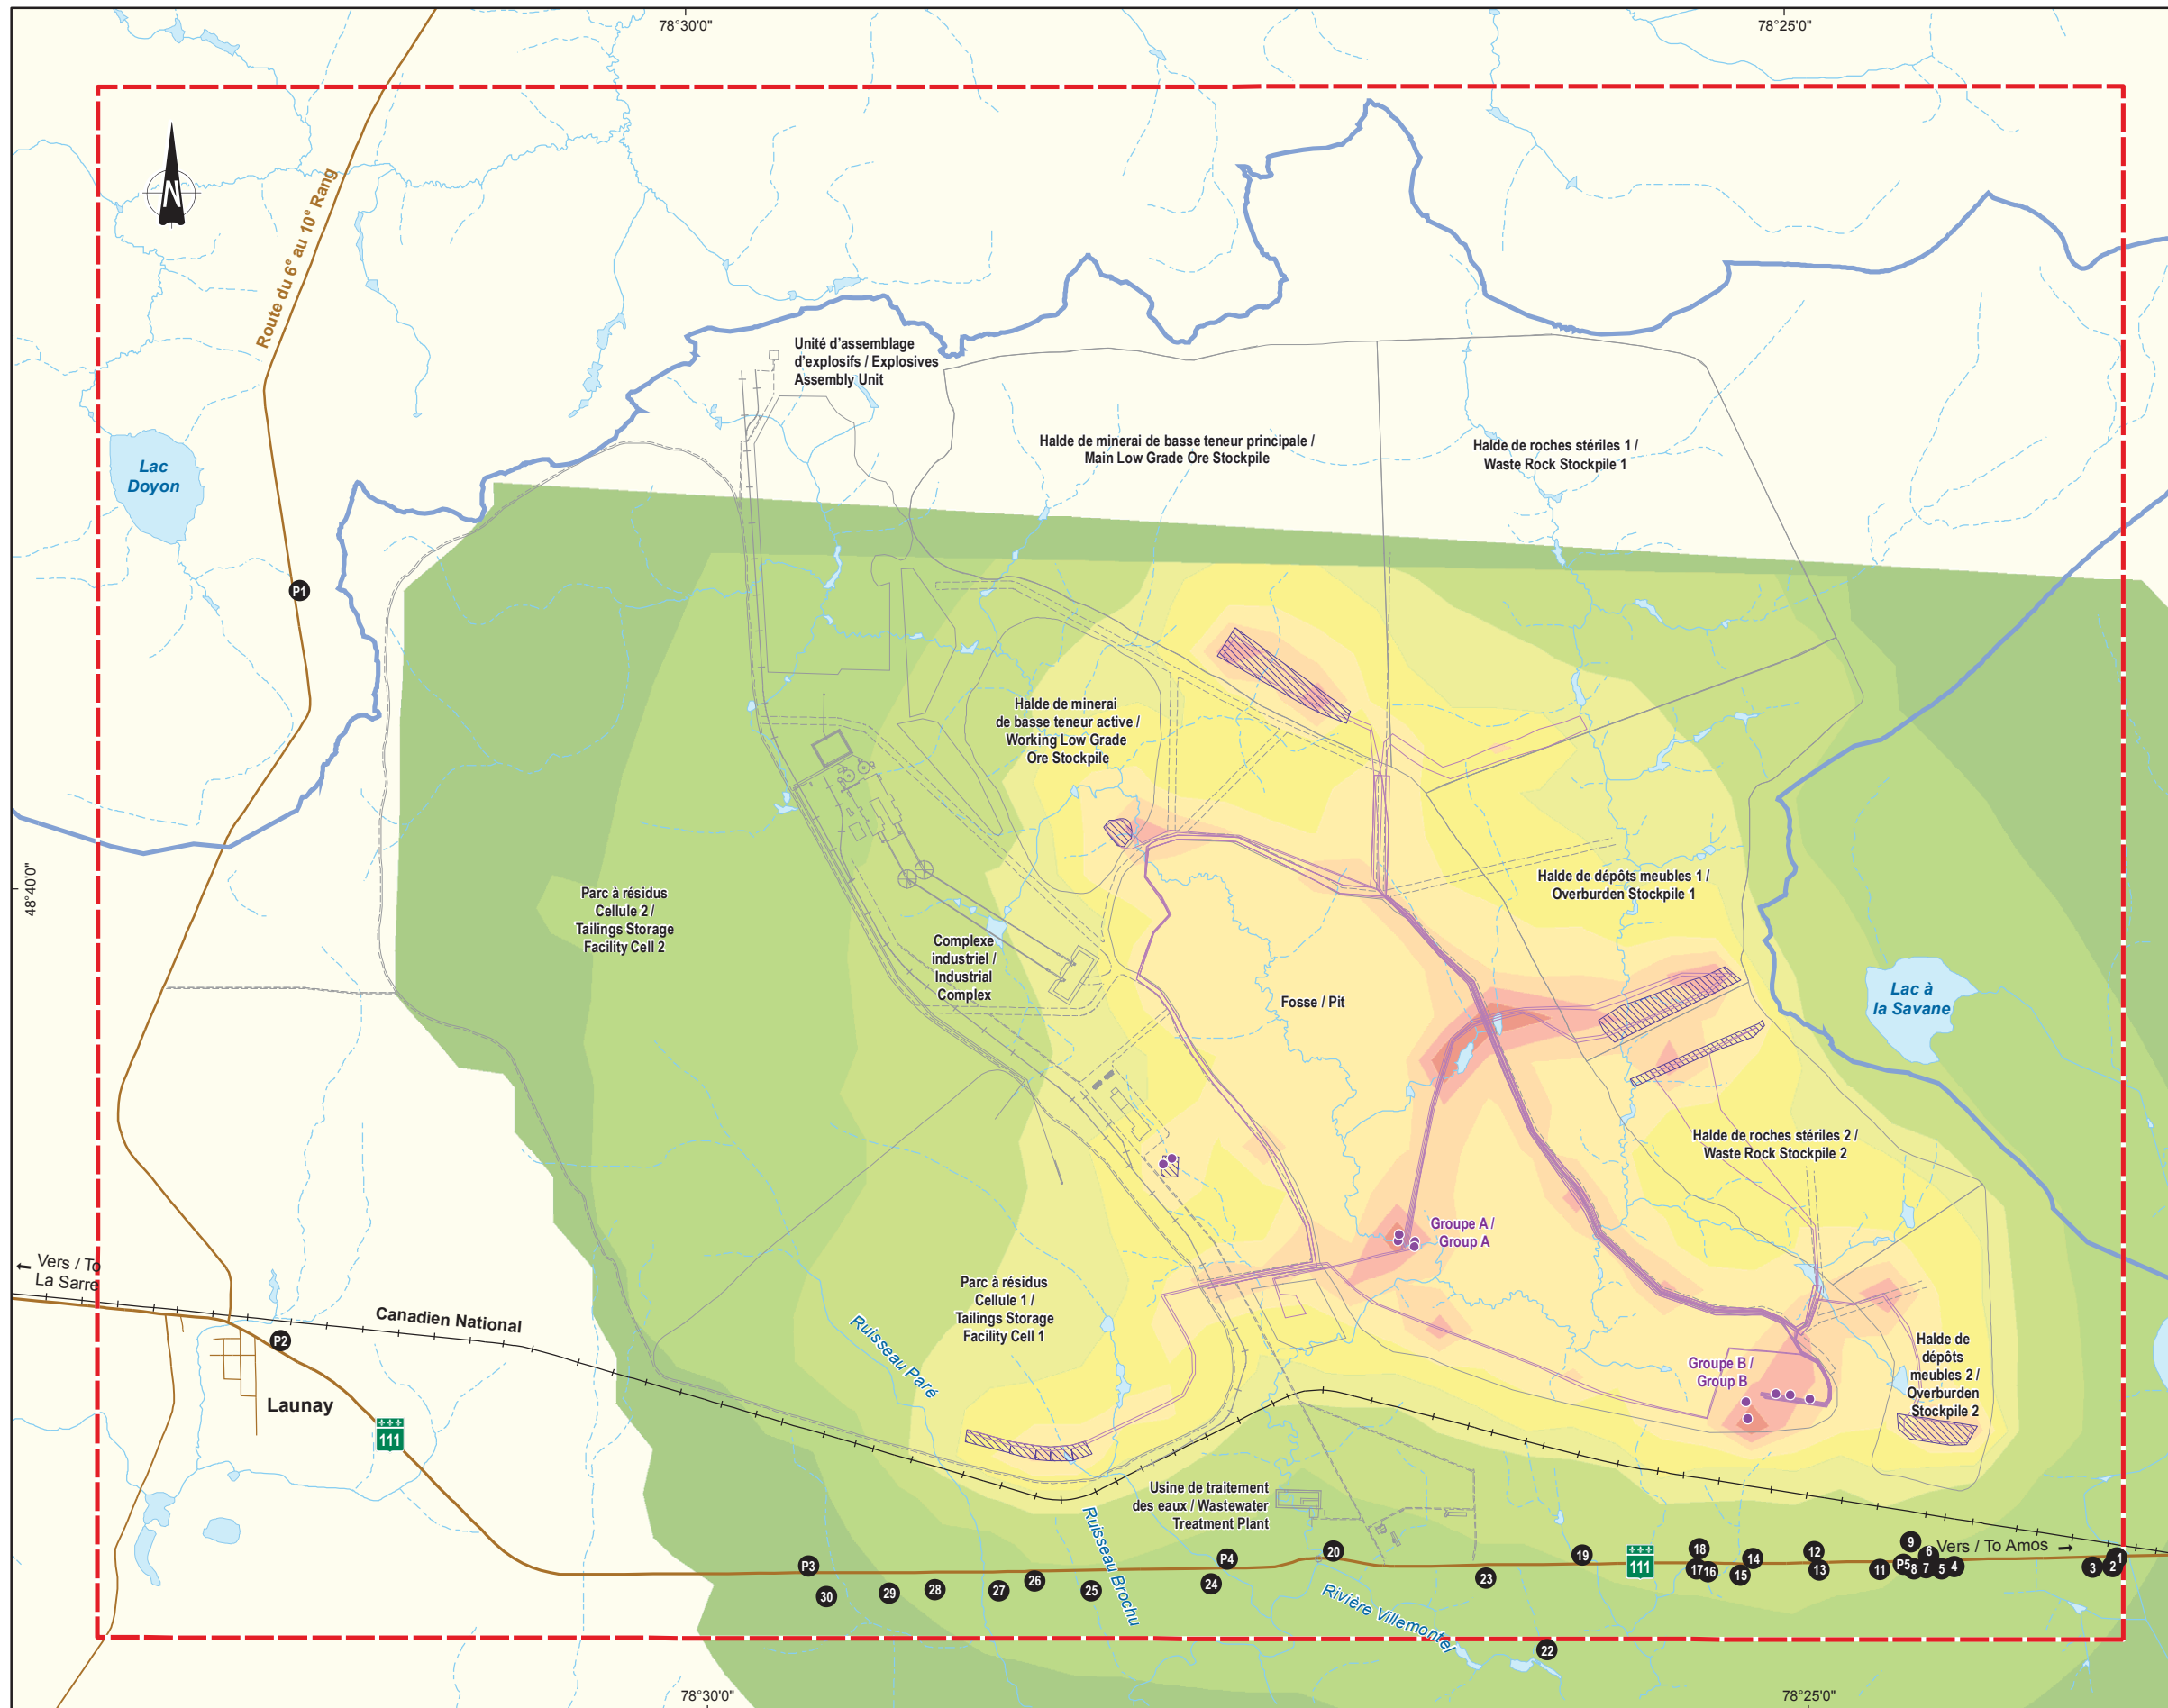 78°30'0"
78°25'0"
N
Route du 6e au 10e Rang
Unité d'assemblage
d'explosifs / Explosives
Assembly Unit
Halde de minerai de basse teneur principale /
Main Low Grade Ore Stockpile
Halde de roches stériles 1 /
Waste Rock Stockpile 1
Lac
Doyon
P1
Halde de minerai
de basse teneur active /
Working Low Grade
Ore Stockpile
48°40'0"
Parc à résidus
Cellule 2 /
Tailings Storage
Facility Cell 2
Halde de dépôts meubles 1 /
Overburden Stockpile 1
Complexe
industriel /
Industrial
Complex
Fosse / Pit
Lac à
la Savane
Halde de roches stériles 2 /
Waste Rock Stockpile 2
Groupe A /
Group A
Vers / To
La Sarre
Canadien National
Parc à résidus
Cellule 1 /
Tailings Storage
Facility Cell 1
Ruisseau Paré
P2
Launay
111
Groupe B /
Group B
Halde de
dépôts
meubles 2 /
Overburden
Stockpile 2
Usine de traitement
des eaux / Wastewater
Treatment Plant
Ruisseau Brochu
Vers / To Amos
P3
30
29
28
27
26
25
P4
24
20
23
19
111
18
17
16
14
15
12
13
11
9
P5
8
6
7
5
4
3
2
1
Rivière Villemontel
22
78°30'0"
78°25'0"